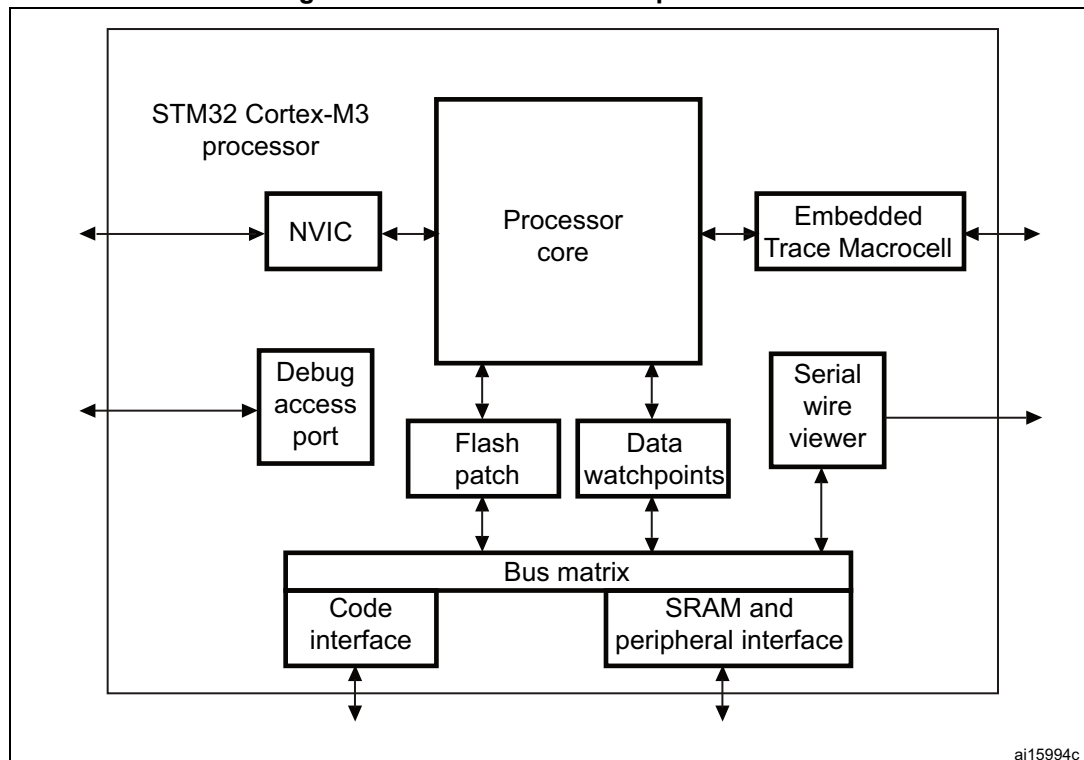 STM32 Cortex-M3
processor
Processor
core
NVIC
Embedded
Trace Macrocell
Debug
access
port
Flash
patch
Data
watchpoints
Serial
wire
viewer
Bus matrix
Code
interface
SRAM and
peripheral interface
ai15994c